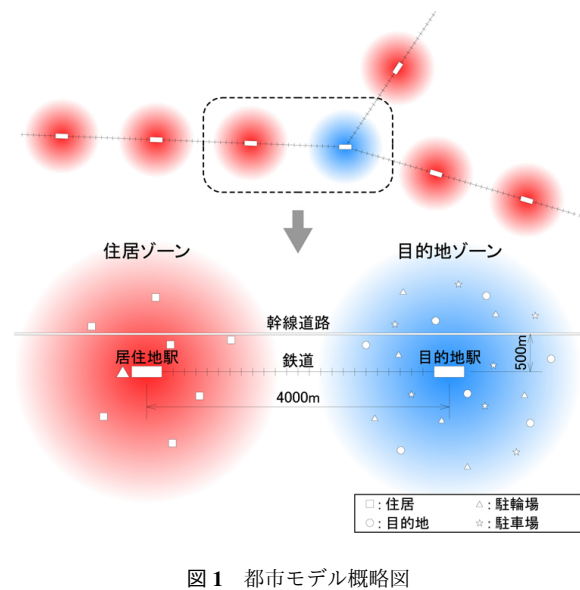 住居ゾーン
目的地ゾーン
幹線道路
居住地駅
鉄道
目的地駅
500m
4000m
□:住居
△:駐輪場
○:目的地
☆:駐車場
図1 都市モデル概略図